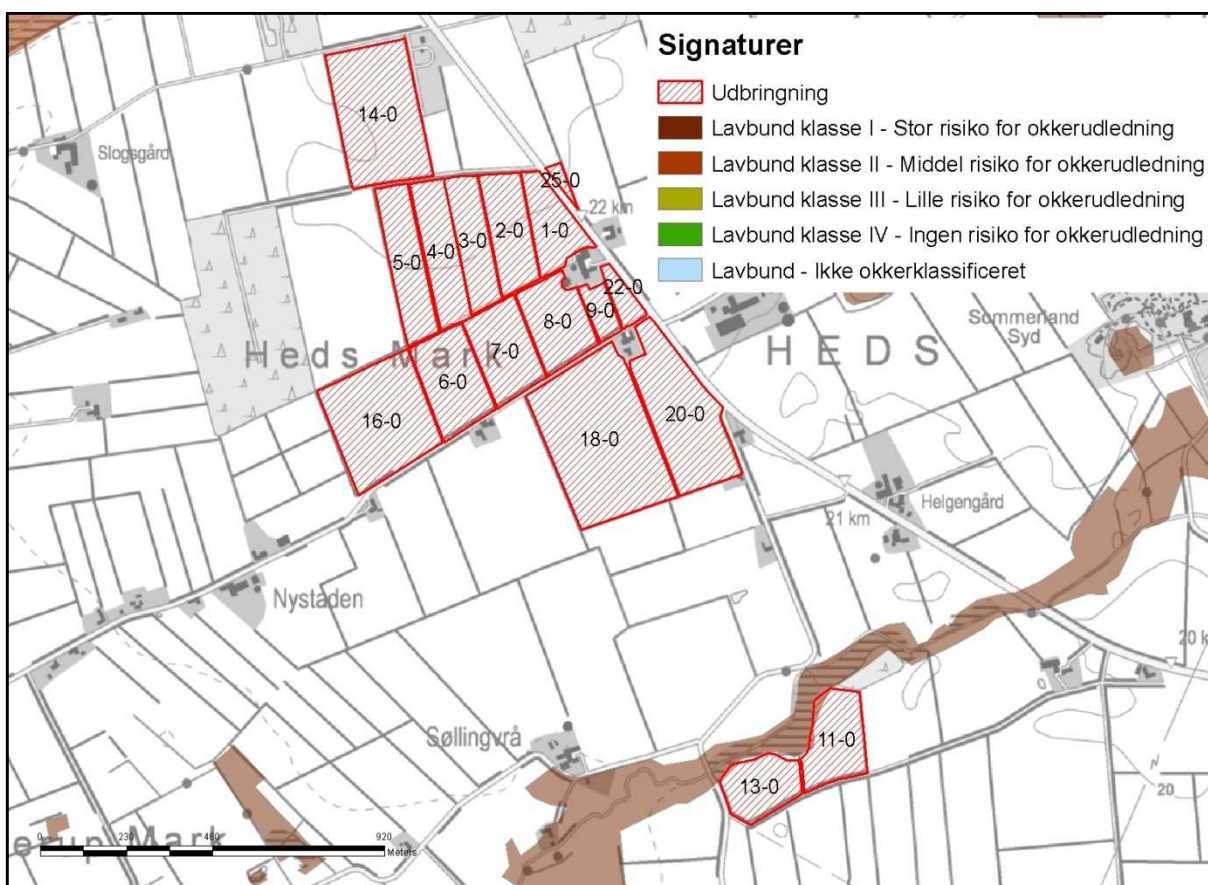 Signaturer
Udbringning
Lavbund klasse I - Stor risiko for okkerudledning
Lavbund klasse II - Middel risiko for okkerudledning
Lavbund klasse III - Lille risiko for okkerudledning
Lavbund klasse IV - Ingen risiko for okkerudledning
Lavbund - Ikke okkerklassificeret
14-0
Slogsgård
25-0
22 km
5-0
4-0
3-0
2-0
1-0
22-0
9-0
8-0
7-0
6-0
16-0
Heds Mark
HEDS
Sommerland
Syd
18-0
20-0
21 km
Helgengård
Nystaden
20 k
Søllingvrå
11-0
13-0
N
20
erup Mark
0 230 460 920
Meters